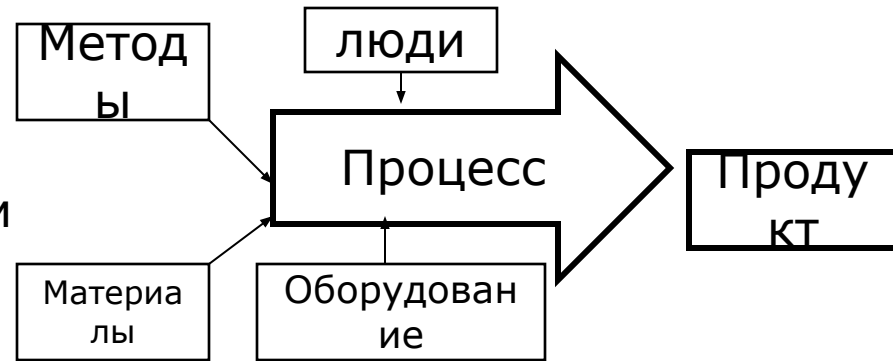 Метод
ы
люди
Процесс
Проду
кт
и
Материа
лы
Оборудован
ие